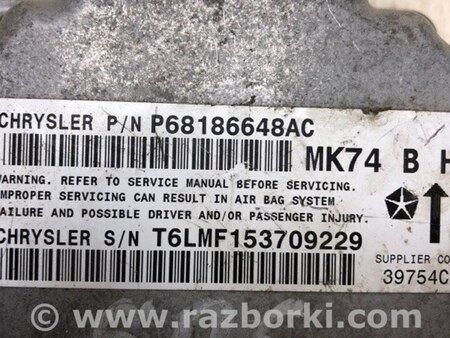 CHRYSLER P/N P68186648AC
MK74 B H
WARNING. REFER TO SERVICE MANUAL BEFORE SERVICING.
IMPROPER SERVICING CAN RESULT IN AIR BAG SYSTEM
FAILURE AND POSSIBLE DRIVER AND/OR PASSENGER INJURY.
CHRYSLER S/N T6LMF153709229
SUPPLIER CO
39754C
www.razborki.com